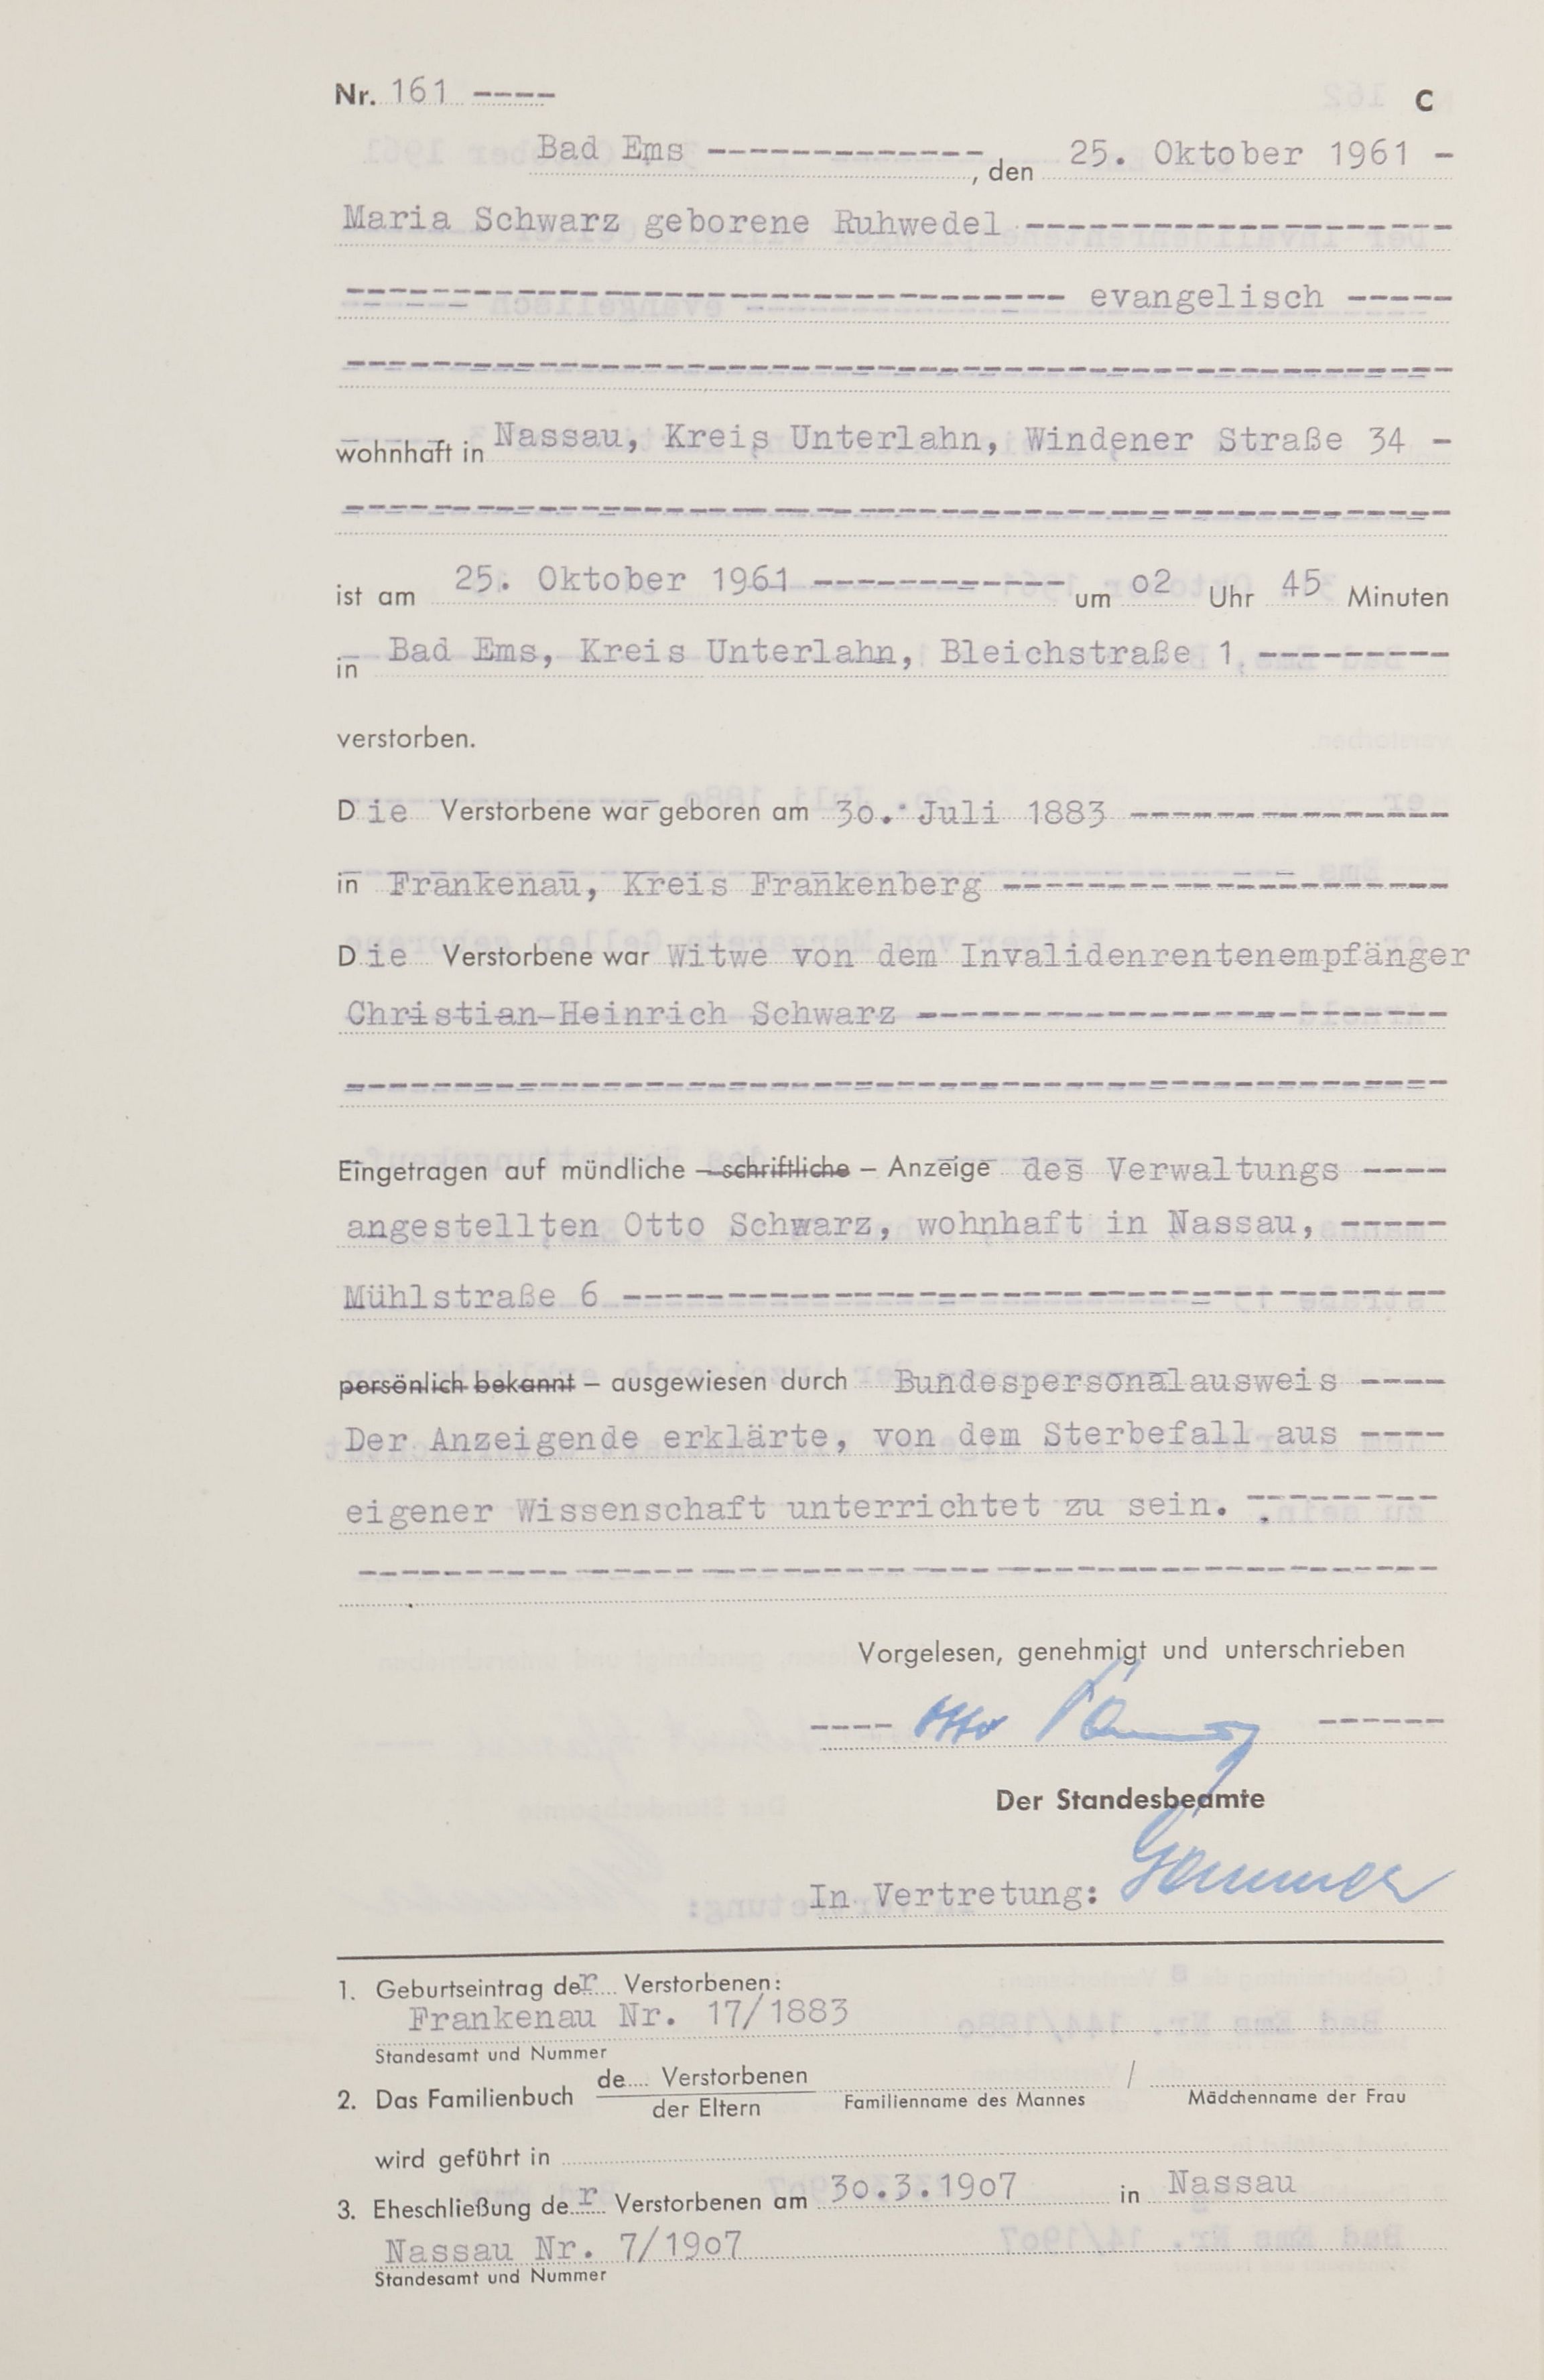 Nr. 161 ----
C
Bad Ems -------------, den 25. Oktober 1961 -
Maria Schwarz geborene Ruhwedel --------------------
---------------------------------- evangelisch -----
----------------------------------------------------
wohnhaft in Nassau, Kreis Unterlahn, Windener Straße 34 -
----------------------------------------------------
ist am 25. Oktober 1961 ------------ um o2 Uhr 45 Minuten
in Bad Ems, Kreis Unterlahn, Bleichstraße 1 ---------
verstorben.
Die Verstorbene war geboren am 3o. Juli 1883 ---------------
in Frankenau, Kreis Frankenberg ---------------------
Die Verstorbene war Witwe von dem Invalidenrentenempfänger
Christian-Heinrich Schwarz -------------------------
----------------------------------------------------
Eingetragen auf mündliche – schriftliche – Anzeige des Verwaltungs ----
angestellten Otto Schwarz, wohnhaft in Nassau, -----
Mühlstraße 6 ---------------------------------------
persönlich bekannt – ausgewiesen durch Bundespersonalausweis ----
Der Anzeigende erklärte, von dem Sterbefall aus ----
eigener Wissenschaft unterrichtet zu sein. ---------
---------------------------------------------------
Vorgelesen, genehmigt und unterschrieben
---- Otto Schwarz ------
Der Standesbeamte
In Vertretung:
1. Geburtseintrag der Verstorbenen:
Frankenau Nr. 17/1883
Standesamt und Nummer
2. Das Familienbuch de Verstorbenen /
der Eltern Familienname des Mannes Mädchenname der Frau
wird geführt in
3. Eheschließung der Verstorbenen am 3o.3.19o7 in Nassau
Nassau Nr. 7/19o7
Standesamt und Nummer